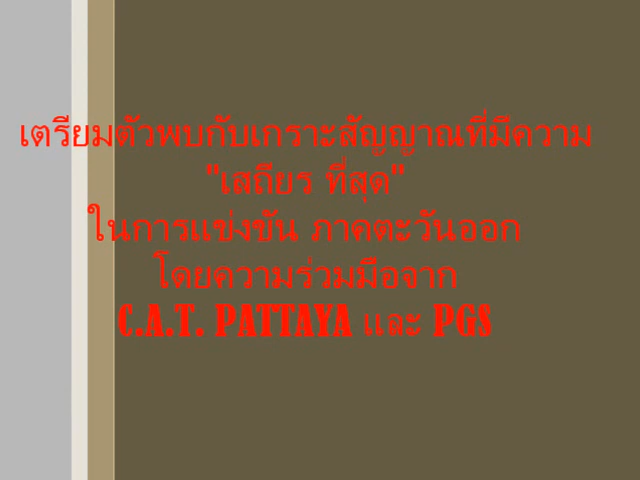 เตรียมตัวพบกับเกราะสัญญาณที่มีความ
"เสถียร ที่สุด"
ในการแข่งขัน ภาคตะวันออก
โดยความร่วมมือจาก
C.A.T. PATTAYA และ PGS